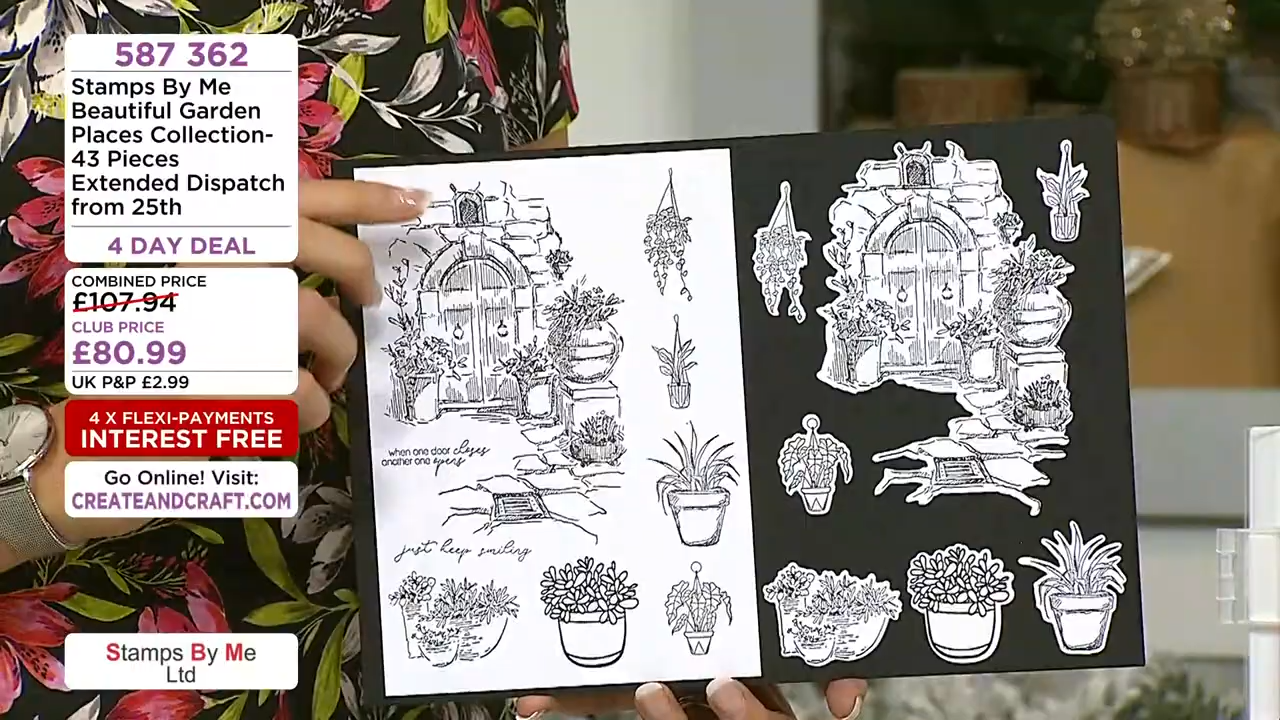 587 362
Stamps By Me
Beautiful Garden
Places Collection-
43 Pieces
Extended Dispatch
from 25th
4 DAY DEAL
COMBINED PRICE
£107.94
CLUB PRICE
£80.99
UK P&P £2.99
4 X FLEXI-PAYMENTS
INTEREST FREE
Go Online! Visit:
CREATEANDCRAFT.COM
Stamps By Me
Ltd
when one door closes
another one opens
just keep smiling